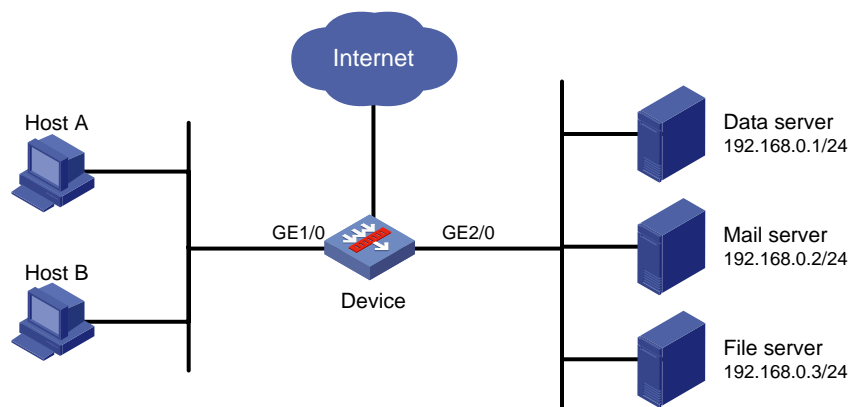 Internet
Host A
Data server
192.168.0.1/24
GE1/0
GE2/0
Mail server
192.168.0.2/24
Host B
Device
File server
192.168.0.3/24